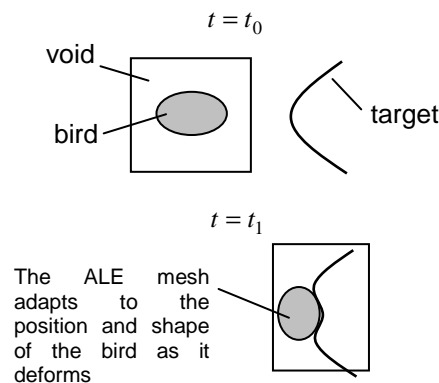 t = t₀
void
bird
target
t = t₁
The ALE mesh
adapts to the
position and shape
of the bird as it
deforms